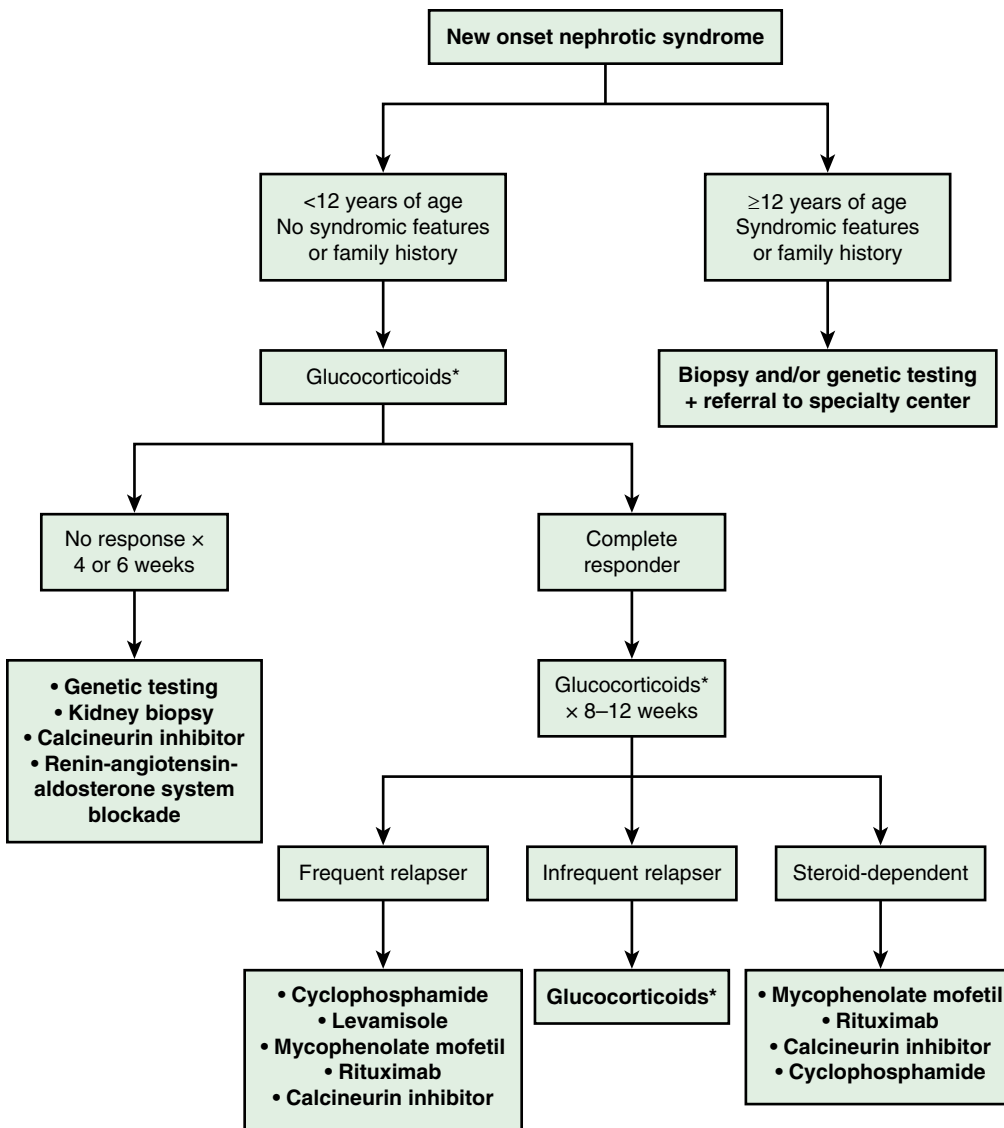 New onset nephrotic syndrome
<12 years of age
No syndromic features
or family history
≥12 years of age
Syndromic features
or family history
Glucocorticoids*
Biopsy and/or genetic testing
+ referral to specialty center
No response ×
4 or 6 weeks
Complete
responder
• Genetic testing
• Kidney biopsy
• Calcineurin inhibitor
• Renin-angiotensin-
aldosterone system
blockade
Glucocorticoids*
× 8–12 weeks
Frequent relapser
Infrequent relapser
Steroid-dependent
• Cyclophosphamide
• Levamisole
• Mycophenolate mofetil
• Rituximab
• Calcineurin inhibitor
Glucocorticoids*
• Mycophenolate mofetil
• Rituximab
• Calcineurin inhibitor
• Cyclophosphamide